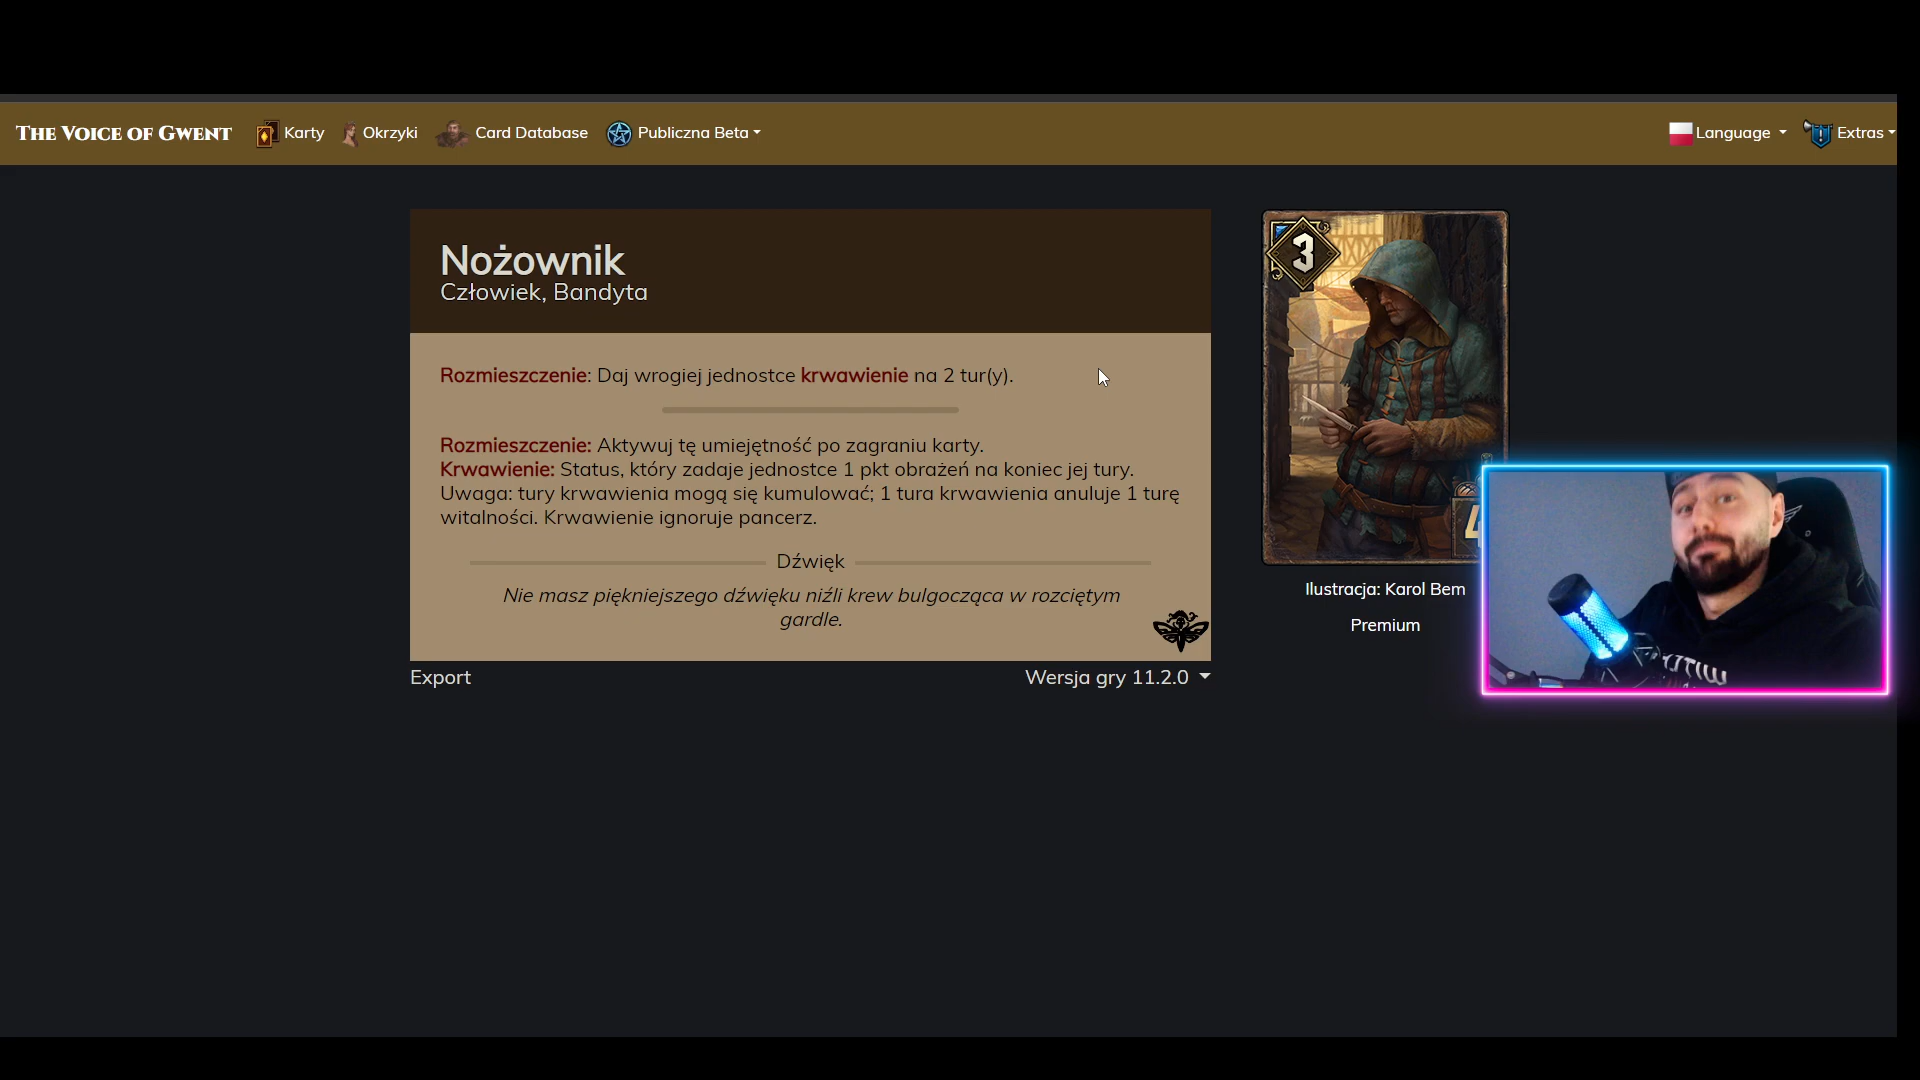 The Voice of Gwent Karty Okrzyki Card Database Publiczna Beta Language Extras
Nożownik
Człowiek, Bandyta
3
Rozmieszczenie: Daj wrogiej jednostce krwawienie na 2 tur(y).
Rozmieszczenie: Aktywuj tę umiejętność po zagraniu karty.
Krwawienie: Status, który zadaje jednostce 1 pkt obrażeń na koniec jej tury.
Uwaga: tury krwawienia mogą się kumulować; 1 tura krwawienia anuluje 1 turę
witalności. Krwawienie ignoruje pancerz.
Dźwięk
Nie masz piękniejszego dźwięku niźli krew bulgocząca w rozciętym
gardle.
Ilustracja: Karol Bem
Premium
Export
Wersja gry 11.2.0